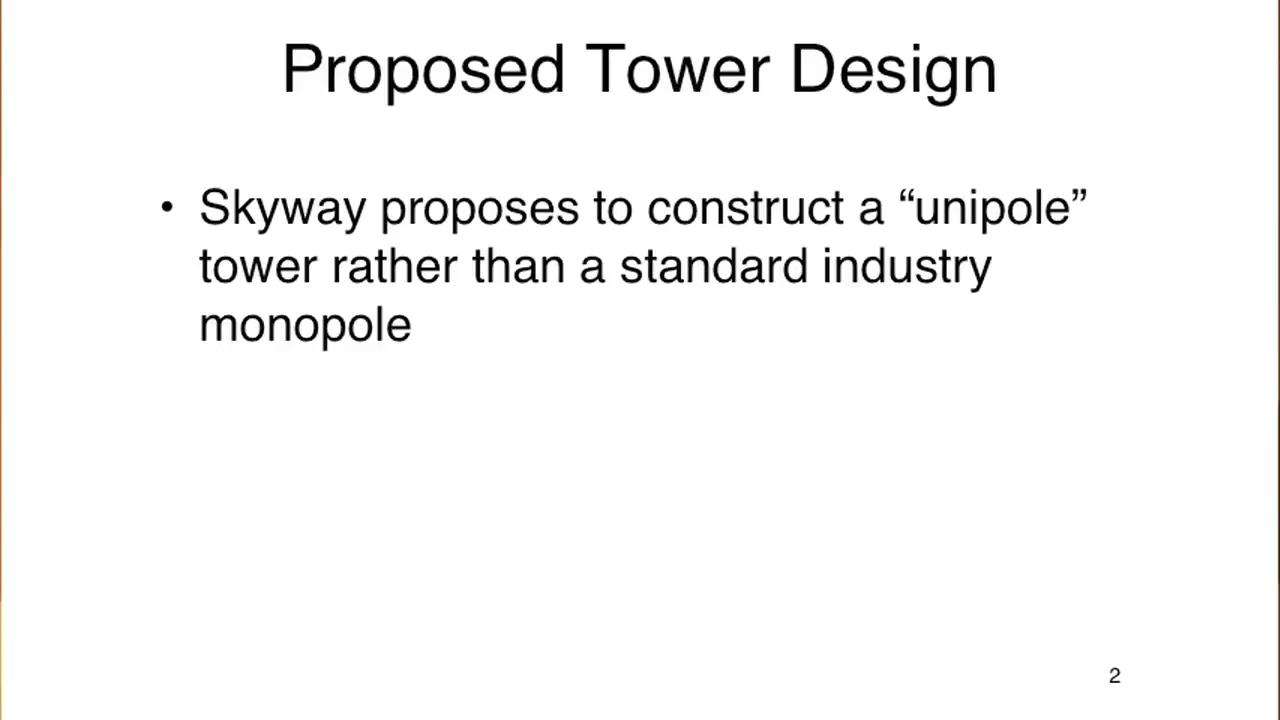 Proposed Tower Design
• Skyway proposes to construct a “unipole”
tower rather than a standard industry
monopole
2